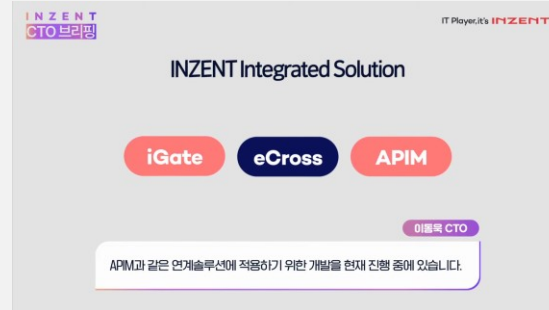 INZENT
CTO 브리핑
IT Player, it's INZENT
INZENT Integrated Solution
iGate
eCross
APIM
이동욱 CTO
APIM과 같은 연계솔루션에 적용하기 위한 개발을 현재 진행 중에 있습니다.